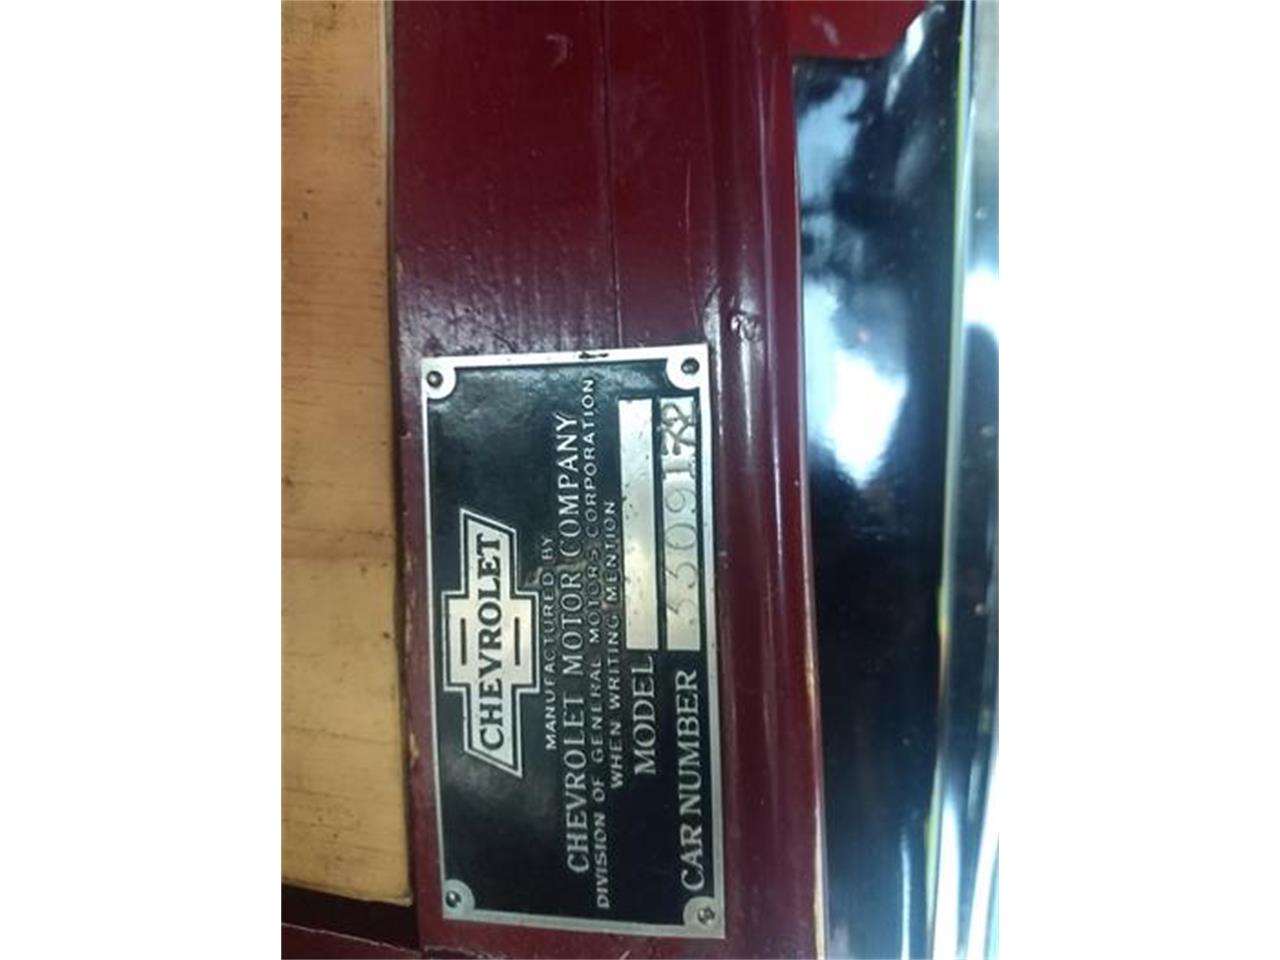 CHEVROLET
MANUFACTURED BY
CHEVROLET MOTOR COMPANY
DIVISION OF GENERAL MOTORS CORPORATION
WHEN WRITING MENTION
MODEL
CAR NUMBER